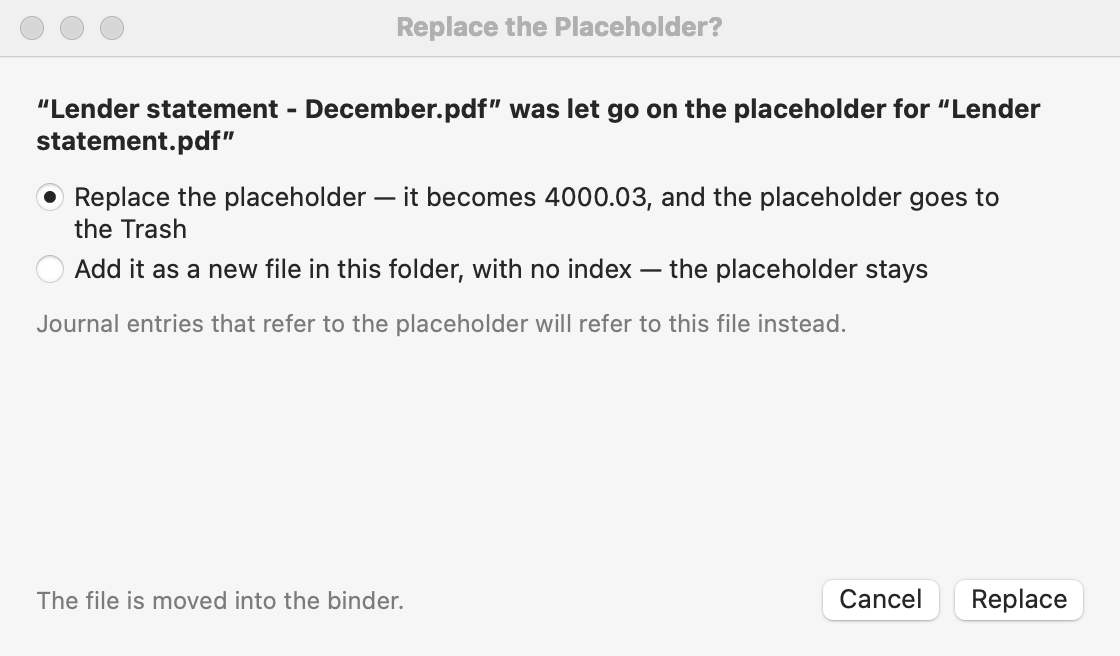 Replace the Placeholder?
“Lender statement - December.pdf” was let go on the placeholder for “Lender
statement.pdf”
Replace the placeholder — it becomes 4000.03, and the placeholder goes to
the Trash
Add it as a new file in this folder, with no index — the placeholder stays
Journal entries that refer to the placeholder will refer to this file instead.
The file is moved into the binder.
Cancel
Replace